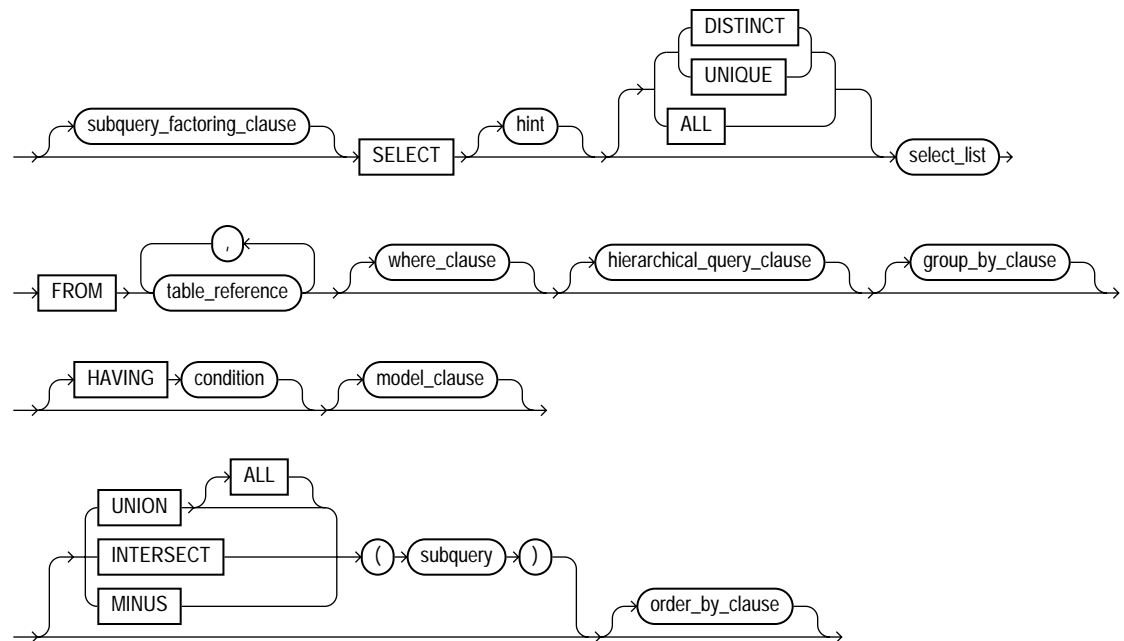 DISTINCT
UNIQUE
ALL
subquery_factoring_clause SELECT hint select_list
FROM , table_reference where_clause hierarchical_query_clause group_by_clause
HAVING condition model_clause
ALL
UNION
INTERSECT ( subquery )
MINUS
order_by_clause